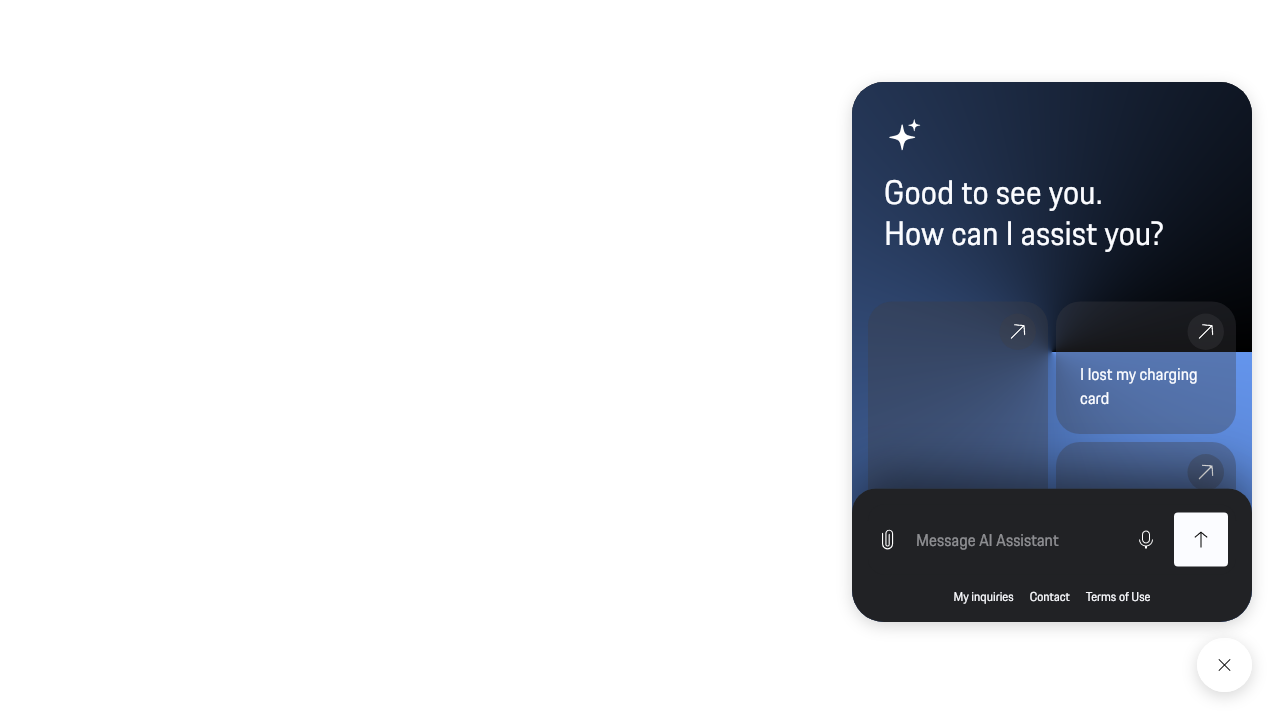 Good to see you.
How can I assist you?
I lost my charging
card
Message AI Assistant
My inquiries
Contact
Terms of Use